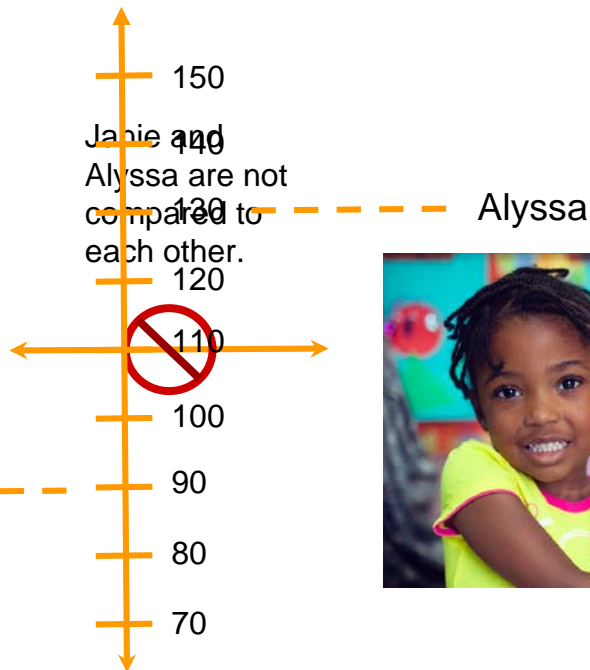 150
140
Janie and
Alyssa are not
130
compared to
Alyssa
each other.
120
110
100
90
80
70